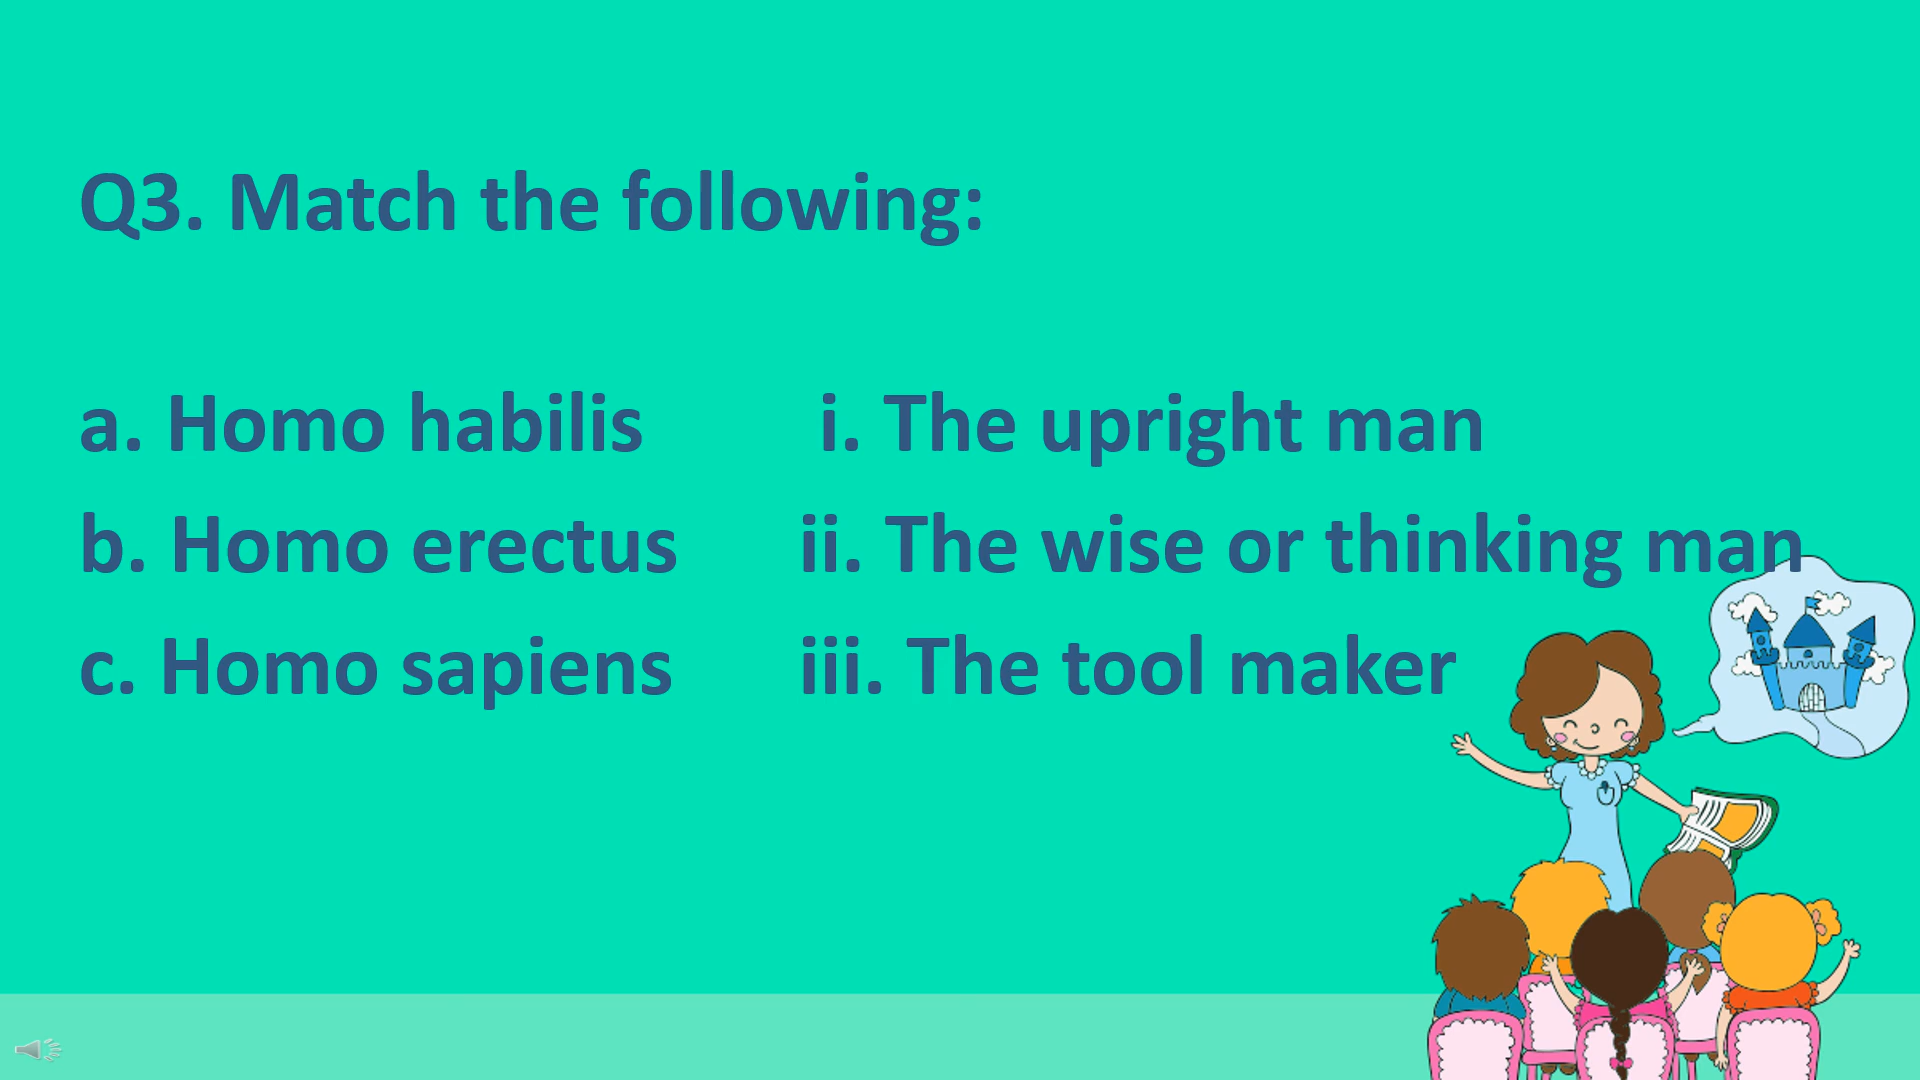 Q3. Match the following:
a. Homo habilis i. The upright man
b. Homo erectus ii. The wise or thinking man
c. Homo sapiens iii. The tool maker